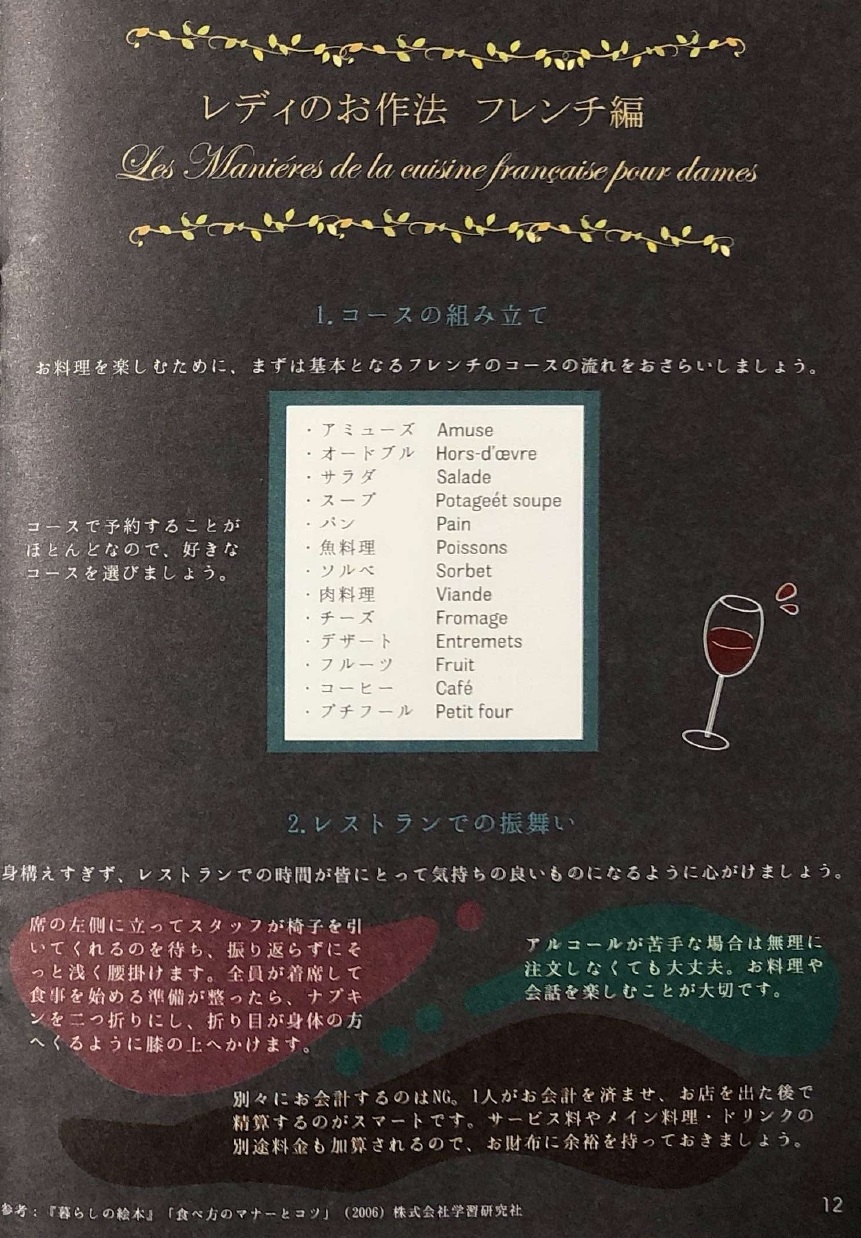 レディのお作法 フレンチ編
Les Maniéres de la cuisine française pour dames
1.コースの組み立て
お料理を楽しむために、まずは基本となるフレンチのコースの流れをおさらいしましょう。
コースで予約することが
ほとんどなので、好きな
コースを選びましょう。
・アミューズ Amuse
・オードブル Hors-d'œvre
・サラダ Salade
・スープ Potageét soupe
・パン Pain
・魚料理 Poissons
・ソルベ Sorbet
・肉料理 Viande
・チーズ Fromage
・デザート Entremets
・フルーツ Fruit
・コーヒー Café
・プチフール Petit four
2.レストランでの振舞い
身構えすぎず、レストランでの時間が皆にとって気持ちの良いものになるように心がけましょう。
席の左側に立ってスタッフが椅子を引
いてくれるのを待ち、振り返らずにそ
っと浅く腰掛けます。全員が着席して
食事を始める準備が整ったら、ナプキ
ンを二つ折りにし、折り目が身体の方
へくるように膝の上へかけます。
アルコールが苦手な場合は無理に
注文しなくても大丈夫。お料理や
会話を楽しむことが大切です。
別々にお会計するのはNG。1人がお会計を済ませ、お店を出た後で
精算するのがスマートです。サービス料やメイン料理・ドリンクの
別途料金も加算されるので、お財布に余裕を持っておきましょう。
参考：『暮らしの絵本』「食べ方のマナーとコツ」（2006）株式会社学習研究社
12